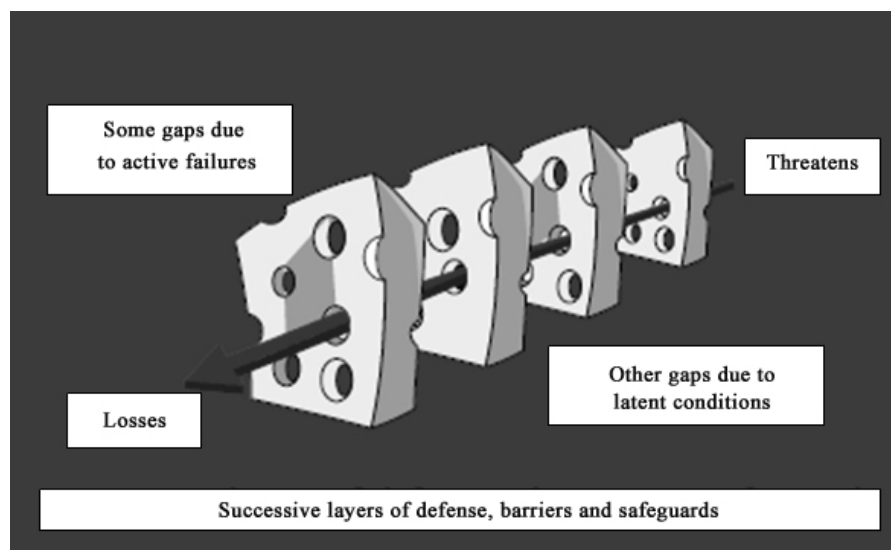 Some gaps due
to active failures
Threatens
Other gaps due to
latent conditions
Losses
Successive layers of defense, barriers and safeguards